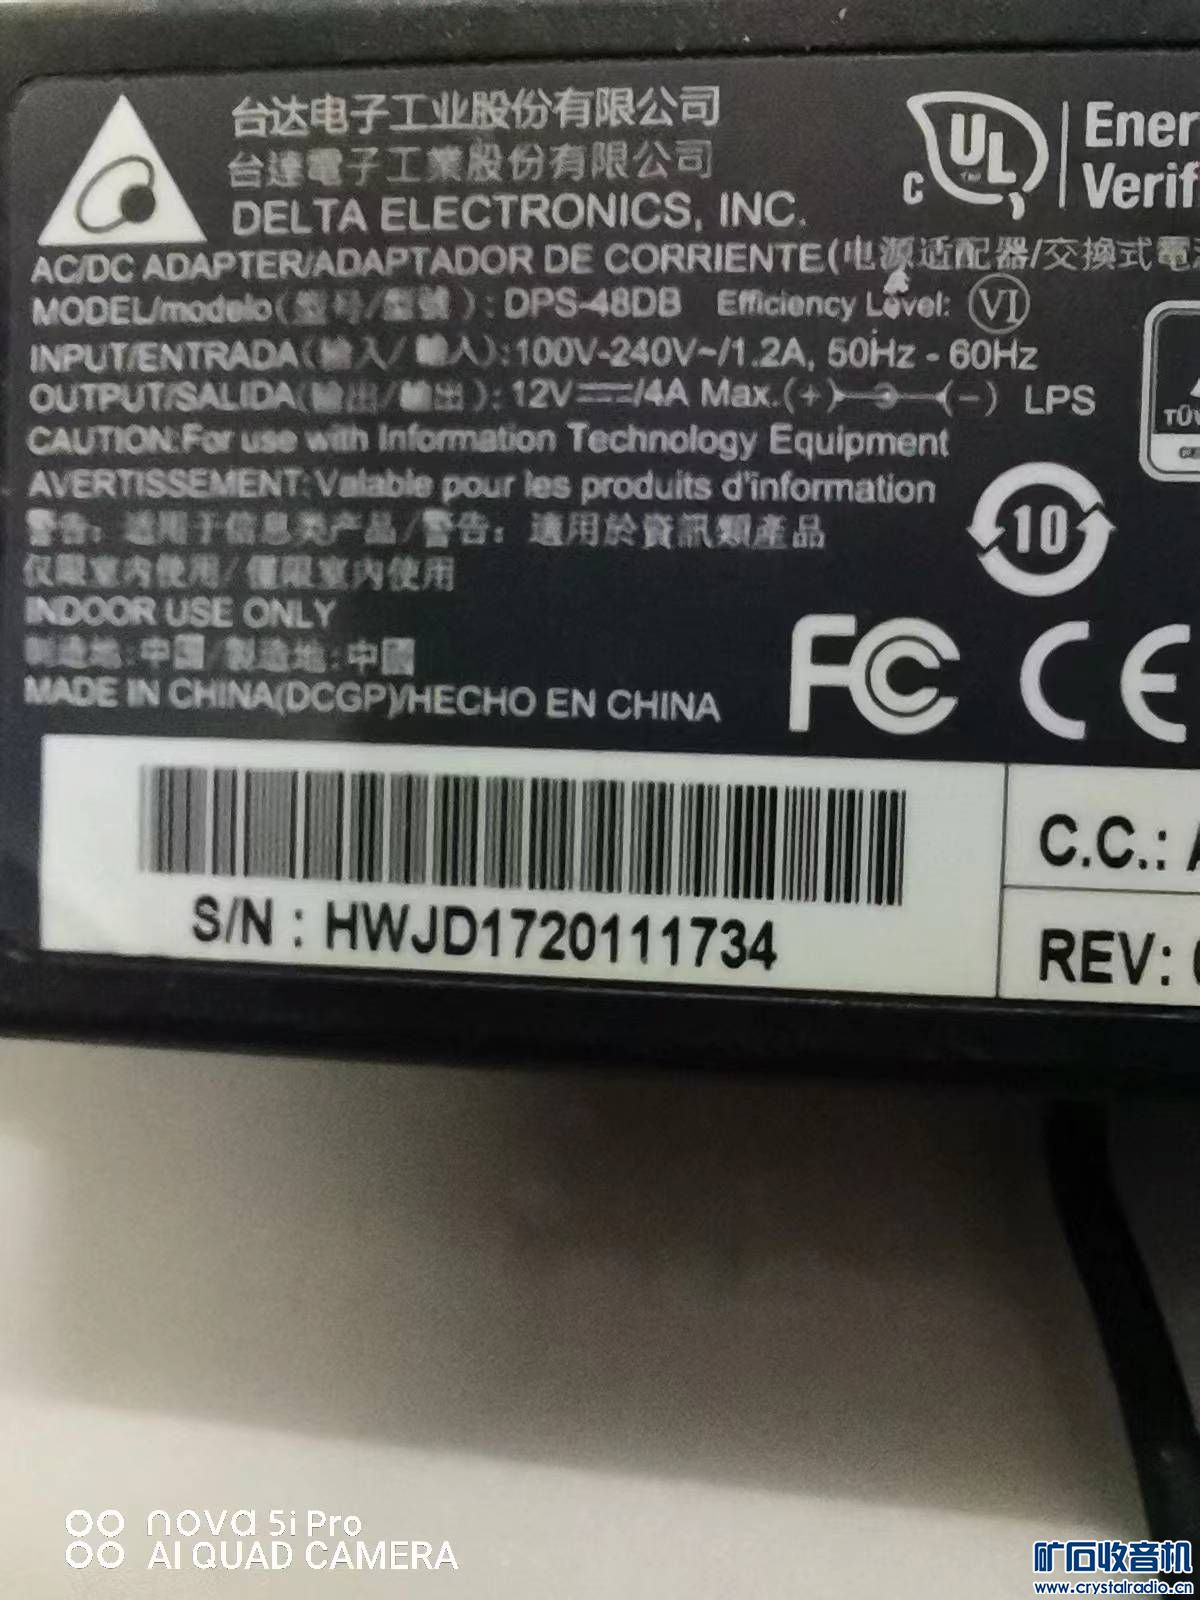 台达电子工业股份有限公司
台達電子工業股份有限公司
DELTA ELECTRONICS, INC.
C UL Ener
Verif
AC/DC ADAPTER/ADAPTADOR DE CORRIENTE(电源适配器/交換式電
MODEL/modelo(型号/型號): DPS-48DB Efficiency Level: VI
INPUT/ENTRADA(输入/輸入):100V-240V~/1.2A, 50Hz - 60Hz
OUTPUT/SALIDA(输出/輸出): 12V⎓/4A Max.(+)(-) LPS
TÜV
CAUTION:For use with Information Technology Equipment
AVERTISSEMENT: Valable pour les produits d'information
警告: 适用于信息类产品/警告: 適用於資訊類產品
10
仅限室内使用/僅限室內使用
INDOOR USE ONLY
制造地:中国/製造地:中國
MADE IN CHINA(DCGP)/HECHO EN CHINA
FC CE
S/N : HWJD1720111734
C.C.: A
REV:
nova 5i Pro
AI QUAD CAMERA
矿石收音机
www.crystalradio.cn